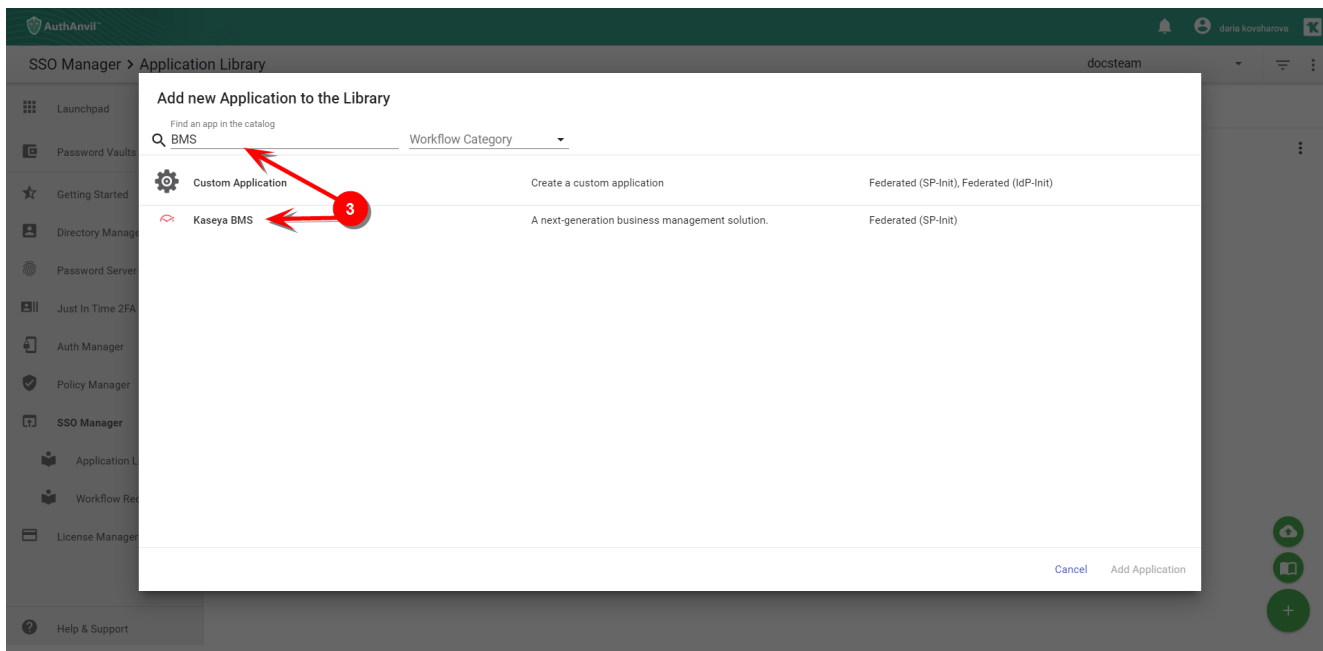 AuthAnvil™
daria kovsharova
SSO Manager > Application Library
docsteam
Add new Application to the Library
Find an app in the catalog
BMS
Workflow Category
Custom Application
Create a custom application
Federated (SP-Init), Federated (IdP-Init)
Kaseya BMS
A next-generation business management solution.
Federated (SP-Init)
3
Launchpad
Password Vaults
Getting Started
Directory Manage
Password Server
Just In Time 2FA
Auth Manager
Policy Manager
SSO Manager
Application L
Workflow Req
License Manager
Help & Support
Cancel
Add Application